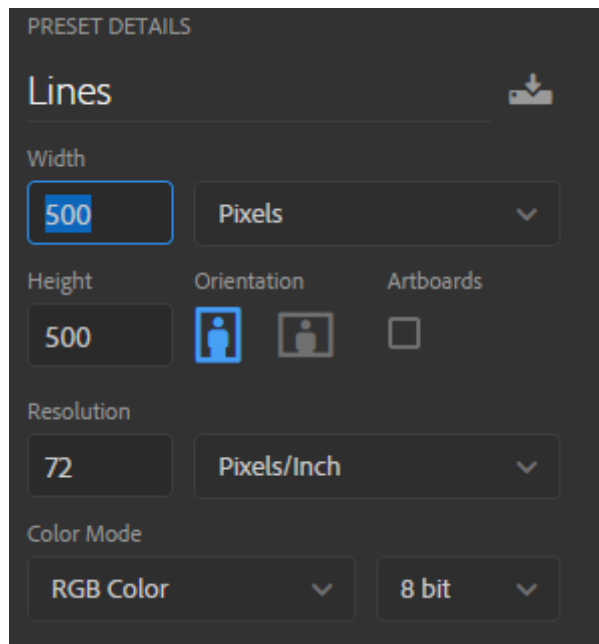 PRESET DETAILS
Lines
Width
500 Pixels
Height Orientation Artboards
500
Resolution
72 Pixels/Inch
Color Mode
RGB Color 8 bit